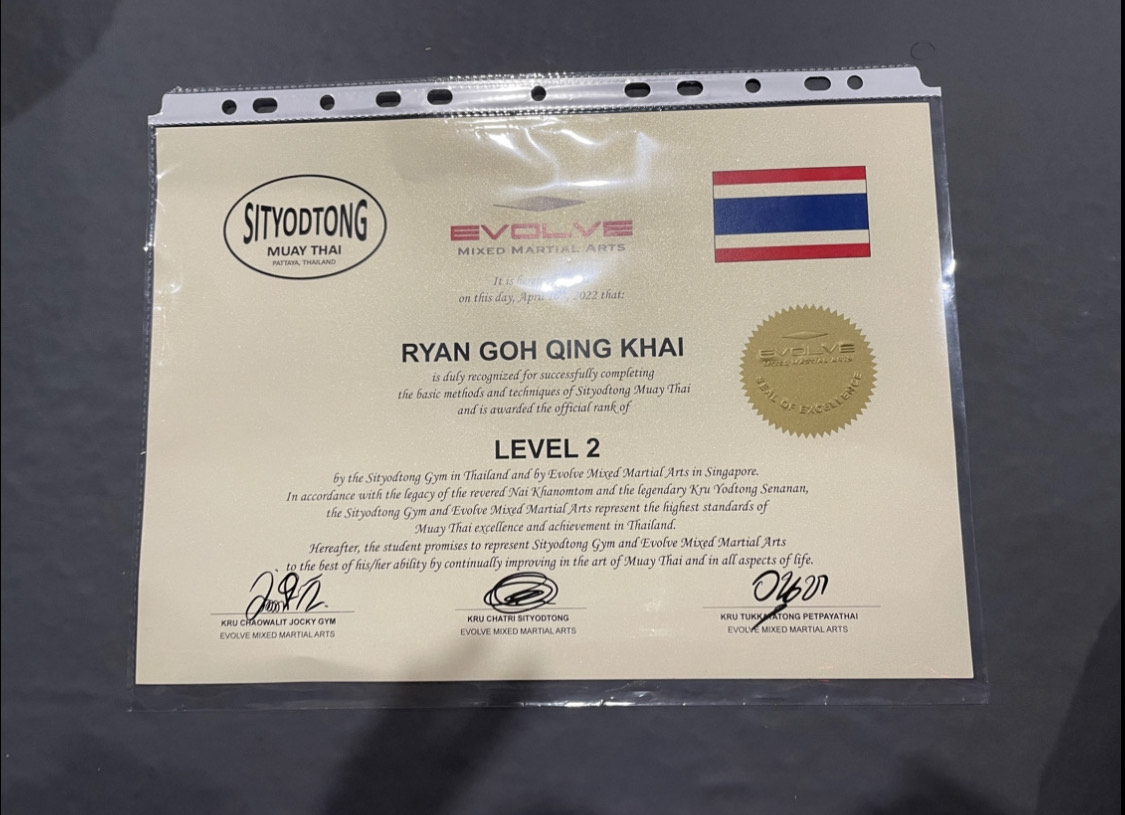 SITYODTONG
MUAY THAI
PATTAYA, THAILAND
EVOLVE
MIXED MARTIAL ARTS
It is
on this day, 2022 that:
RYAN GOH QING KHAI
is duly recognized for successfully completing
the basic methods and techniques of Sityodtong Muay Thai
and is awarded the official rank of
EVOLVE
MIXED MARTIAL ARTS
SEAL OF EXCELLENCE
LEVEL 2
by the Sityodtong Gym in Thailand and by Evolve Mixed Martial Arts in Singapore.
In accordance with the legacy of the revered Nai Khanomtom and the legendary Kru Yodtong Senanan,
the Sityodtong Gym and Evolve Mixed Martial Arts represent the highest standards of
Muay Thai excellence and achievement in Thailand.
Hereafter, the student promises to represent Sityodtong Gym and Evolve Mixed Martial Arts
to the best of his/her ability by continually improving in the art of Muay Thai and in all aspects of life.
KRU CHAOWALIT JOCKY GYM
EVOLVE MIXED MARTIAL ARTS
KRU CHATRI SITYODTONG
EVOLVE MIXED MARTIAL ARTS
KRU TUKKATATONG PETPAYATHAI
EVOLVE MIXED MARTIAL ARTS